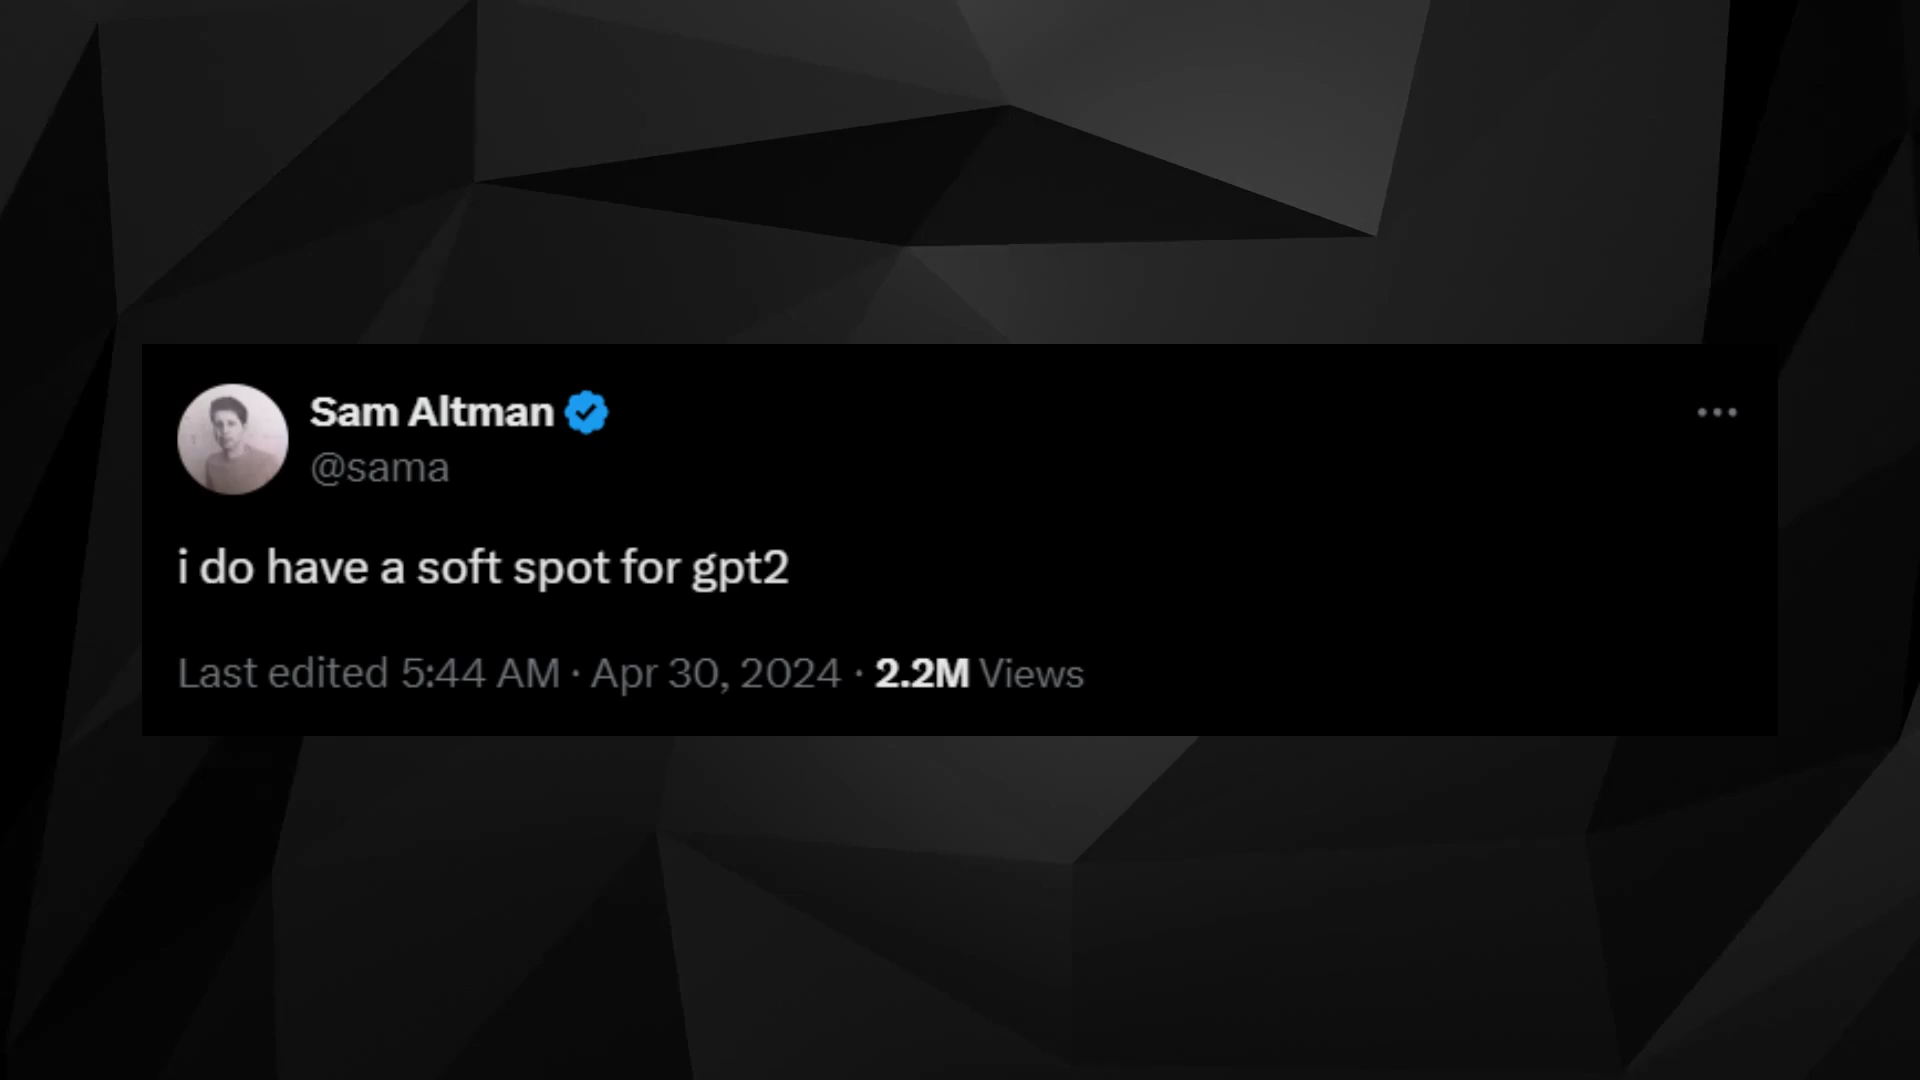 Sam Altman
@sama
i do have a soft spot for gpt2
Last edited 5:44 AM · Apr 30, 2024 · 2.2M Views